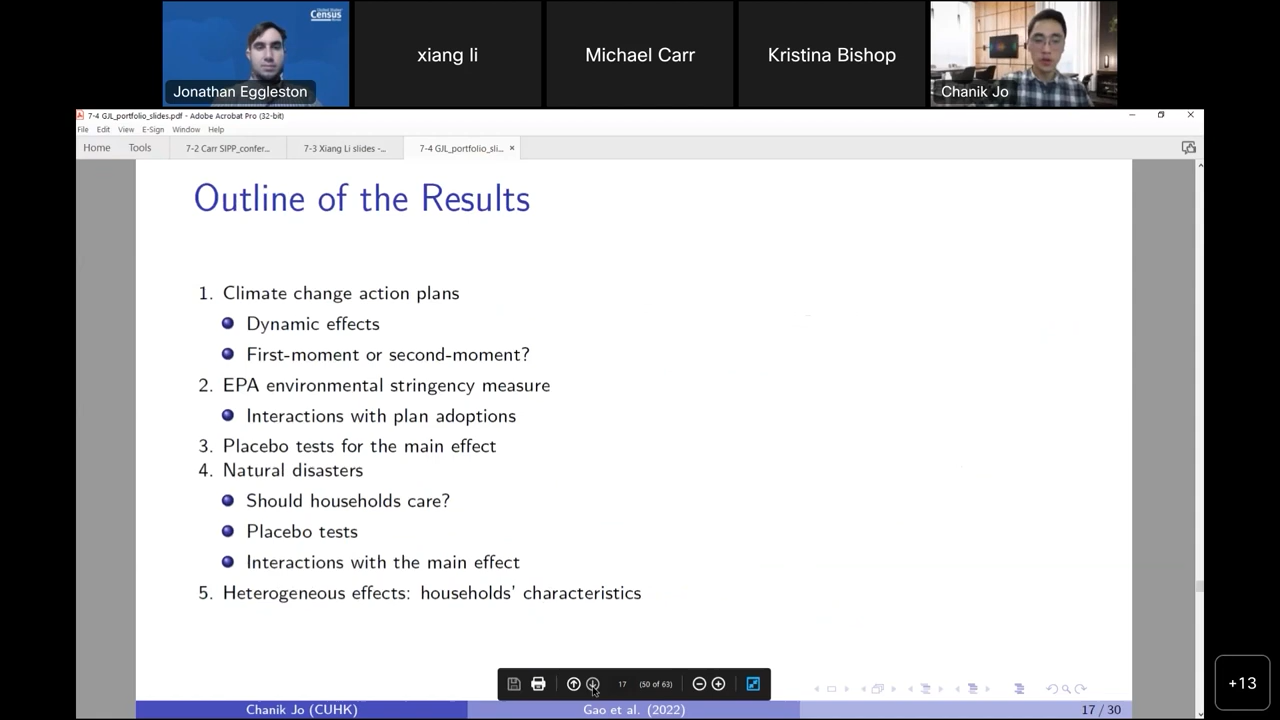 United States
Census
Bureau
Jonathan Eggleston
xiang li
Michael Carr
Kristina Bishop
Chanik Jo
7-4 GJL_portfolio_slides.pdf - Adobe Acrobat Pro (32-bit)
File Edit View E-Sign Window Help
Home Tools 7-2 Carr SIPP_confer... 7-3 Xiang Li slides -... 7-4 GJL_portfolio_sli... ×
Outline of the Results
1. Climate change action plans
Dynamic effects
First-moment or second-moment?
2. EPA environmental stringency measure
Interactions with plan adoptions
3. Placebo tests for the main effect
4. Natural disasters
Should households care?
Placebo tests
Interactions with the main effect
5. Heterogeneous effects: households' characteristics
17 (50 of 63)
Chanik Jo (CUHK) Gao et al. (2022) 17 / 30
+13